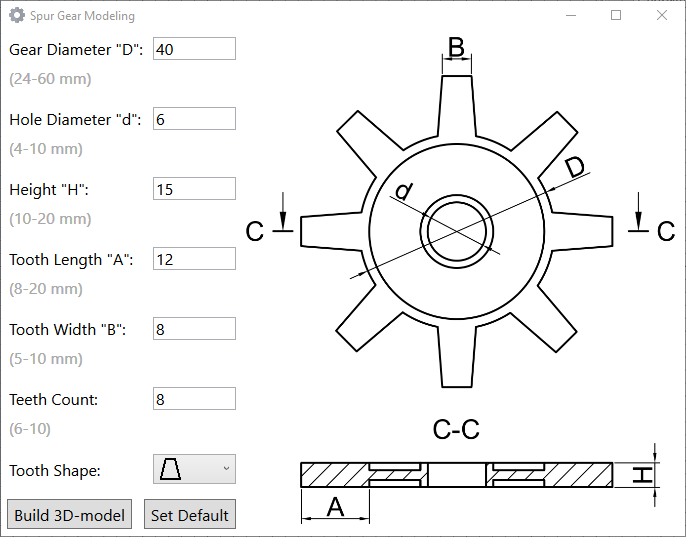 Spur Gear Modeling
Gear Diameter "D": 40
(24-60 mm)
Hole Diameter "d": 6
(4-10 mm)
Height "H": 15
(10-20 mm)
Tooth Length "A": 12
(8-20 mm)
Tooth Width "B": 8
(5-10 mm)
Teeth Count: 8
(6-10)
Tooth Shape:
Build 3D-model Set Default
B
D
d
C C
C-C
H
A